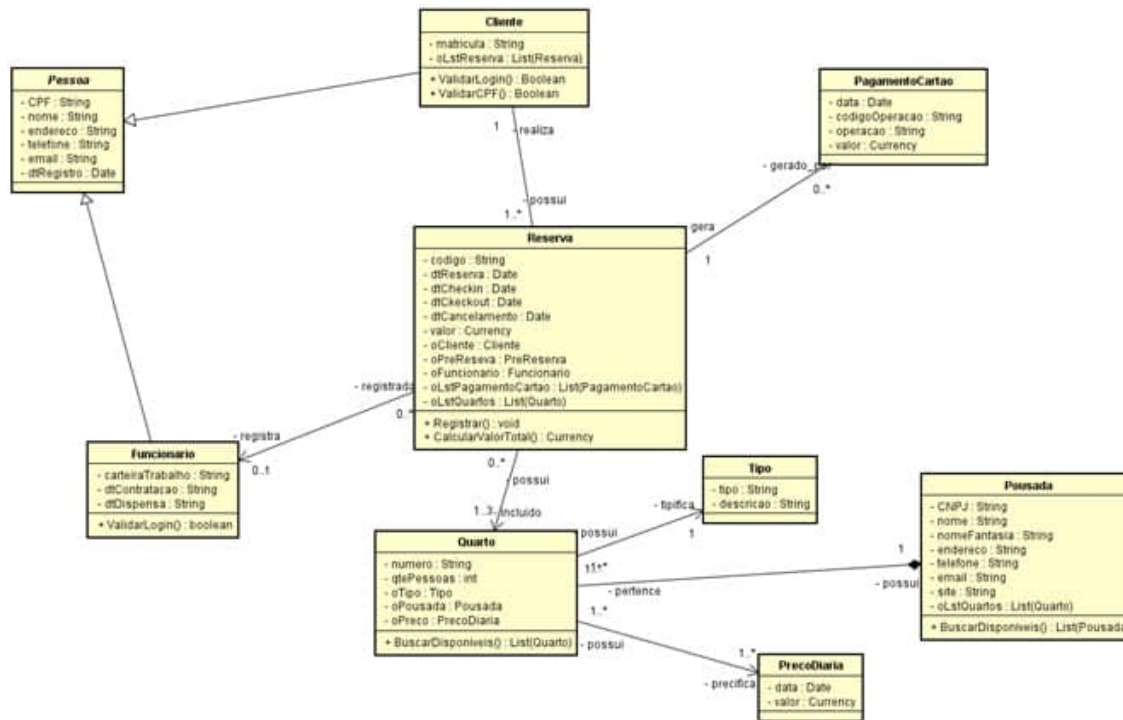 Cliente
- matricula : String
- oLstReserva : List(Reserva)
+ ValidarLogin() : Boolean
+ ValidarCPF() : Boolean
Pessoa
- CPF : String
- nome : String
- endereco : String
- telefone : String
- email : String
- dtRegistro : Date
PagamentoCartao
- data : Date
- codigoOperacao : String
- operacao : String
- valor : Currency
1
- realiza
- gerado_por
0..*
- possui
1..*
gera
1
Reserva
- codigo : String
- dtReserva : Date
- dtCheckin : Date
- dtCkeckout : Date
- dtCancelamento : Date
- valor : Currency
- oCliente : Cliente
- oPreReseva : PreReserva
- oFuncionario : Funcionario
- oLstPagamentoCartao : List(PagamentoCartao)
- oLstQuartos : List(Quarto)
+ Registrar() : void
+ CalcularValorTotal() : Currency
- registrada
0..*
- registra
0..1
Funcionario
- carteiraTrabalho : String
- dtContratacao : String
- dtDispensa : String
+ ValidarLogin() : boolean
0..*
- possui
1..3
- incluido
Tipo
- tipo : String
- descricao : String
- tipifica
1
possui
1..*
Quarto
- numero : String
- qtePessoas : int
- oTipo : Tipo
- oPousada : Pousada
- oPreco : PrecoDiaria
+ BuscarDisponiveis() : List(Quarto)
- pertence
1
- possui
Pousada
- CNPJ : String
- nome : String
- nomeFantasia : String
- endereco : String
- telefone : String
- email : String
- site : String
- oLstQuartos : List(Quarto)
+ BuscarDisponiveis() : List(Pousada
1..*
- possui
1..*
- precifica
PrecoDiaria
- data : Date
- valor : Currency